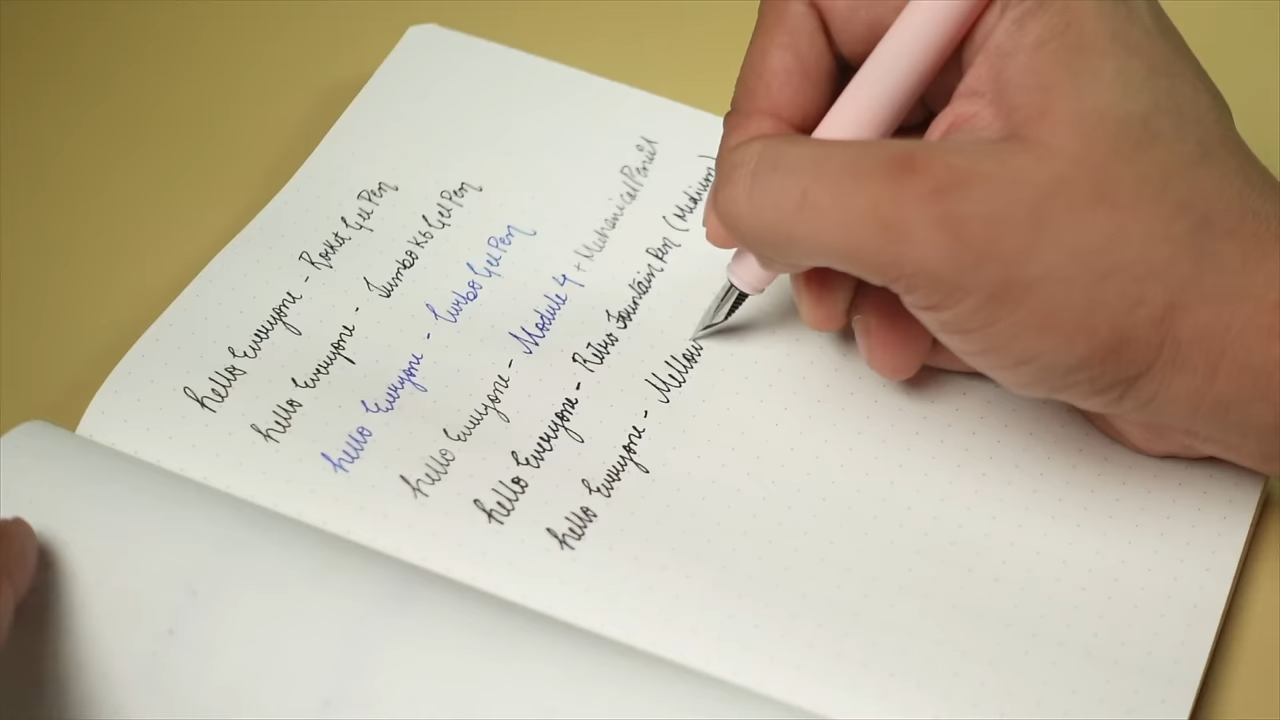 hello Everyone - Rokit Gel Pen
hello Everyone - Jumbo K6 Gel Pen
hello Everyone - Turbo Gel Pen
hello Everyone - Module 4 + Mechanical Pencil
hello Everyone - Retro Fountain Pen (Medium)
hello Everyone - Mellow